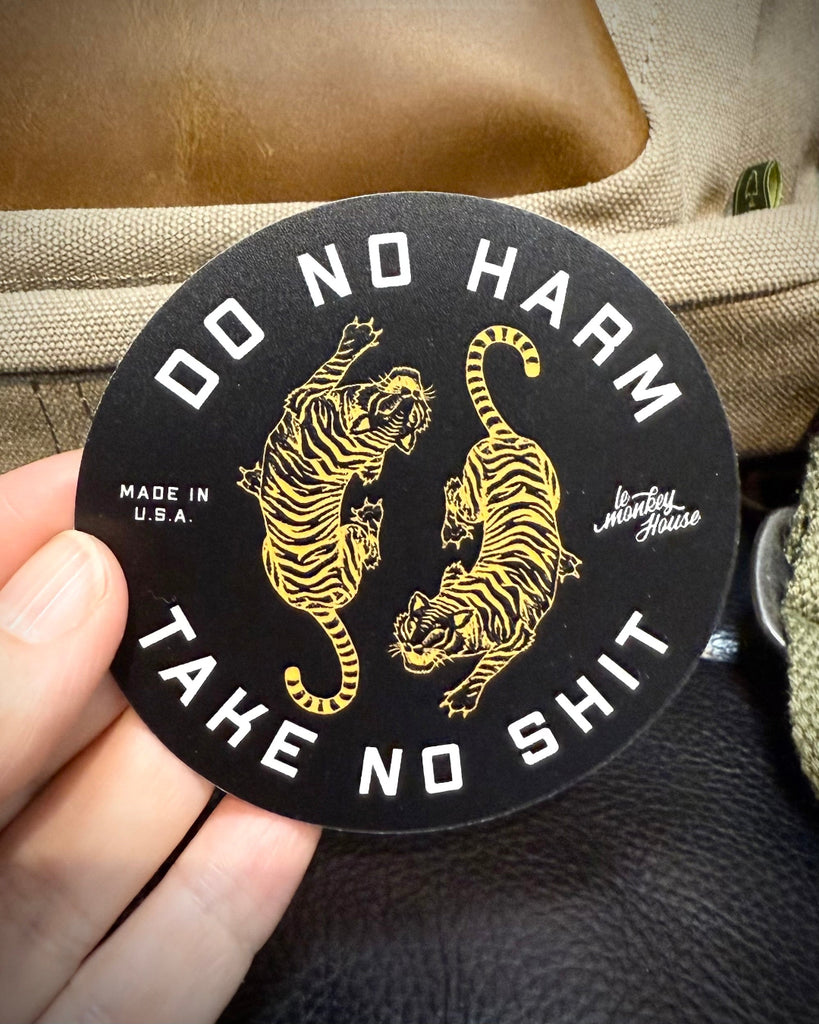 DO NO HARM
MADE IN
U.S.A.
le
monkey
House
TAKE NO SHIT